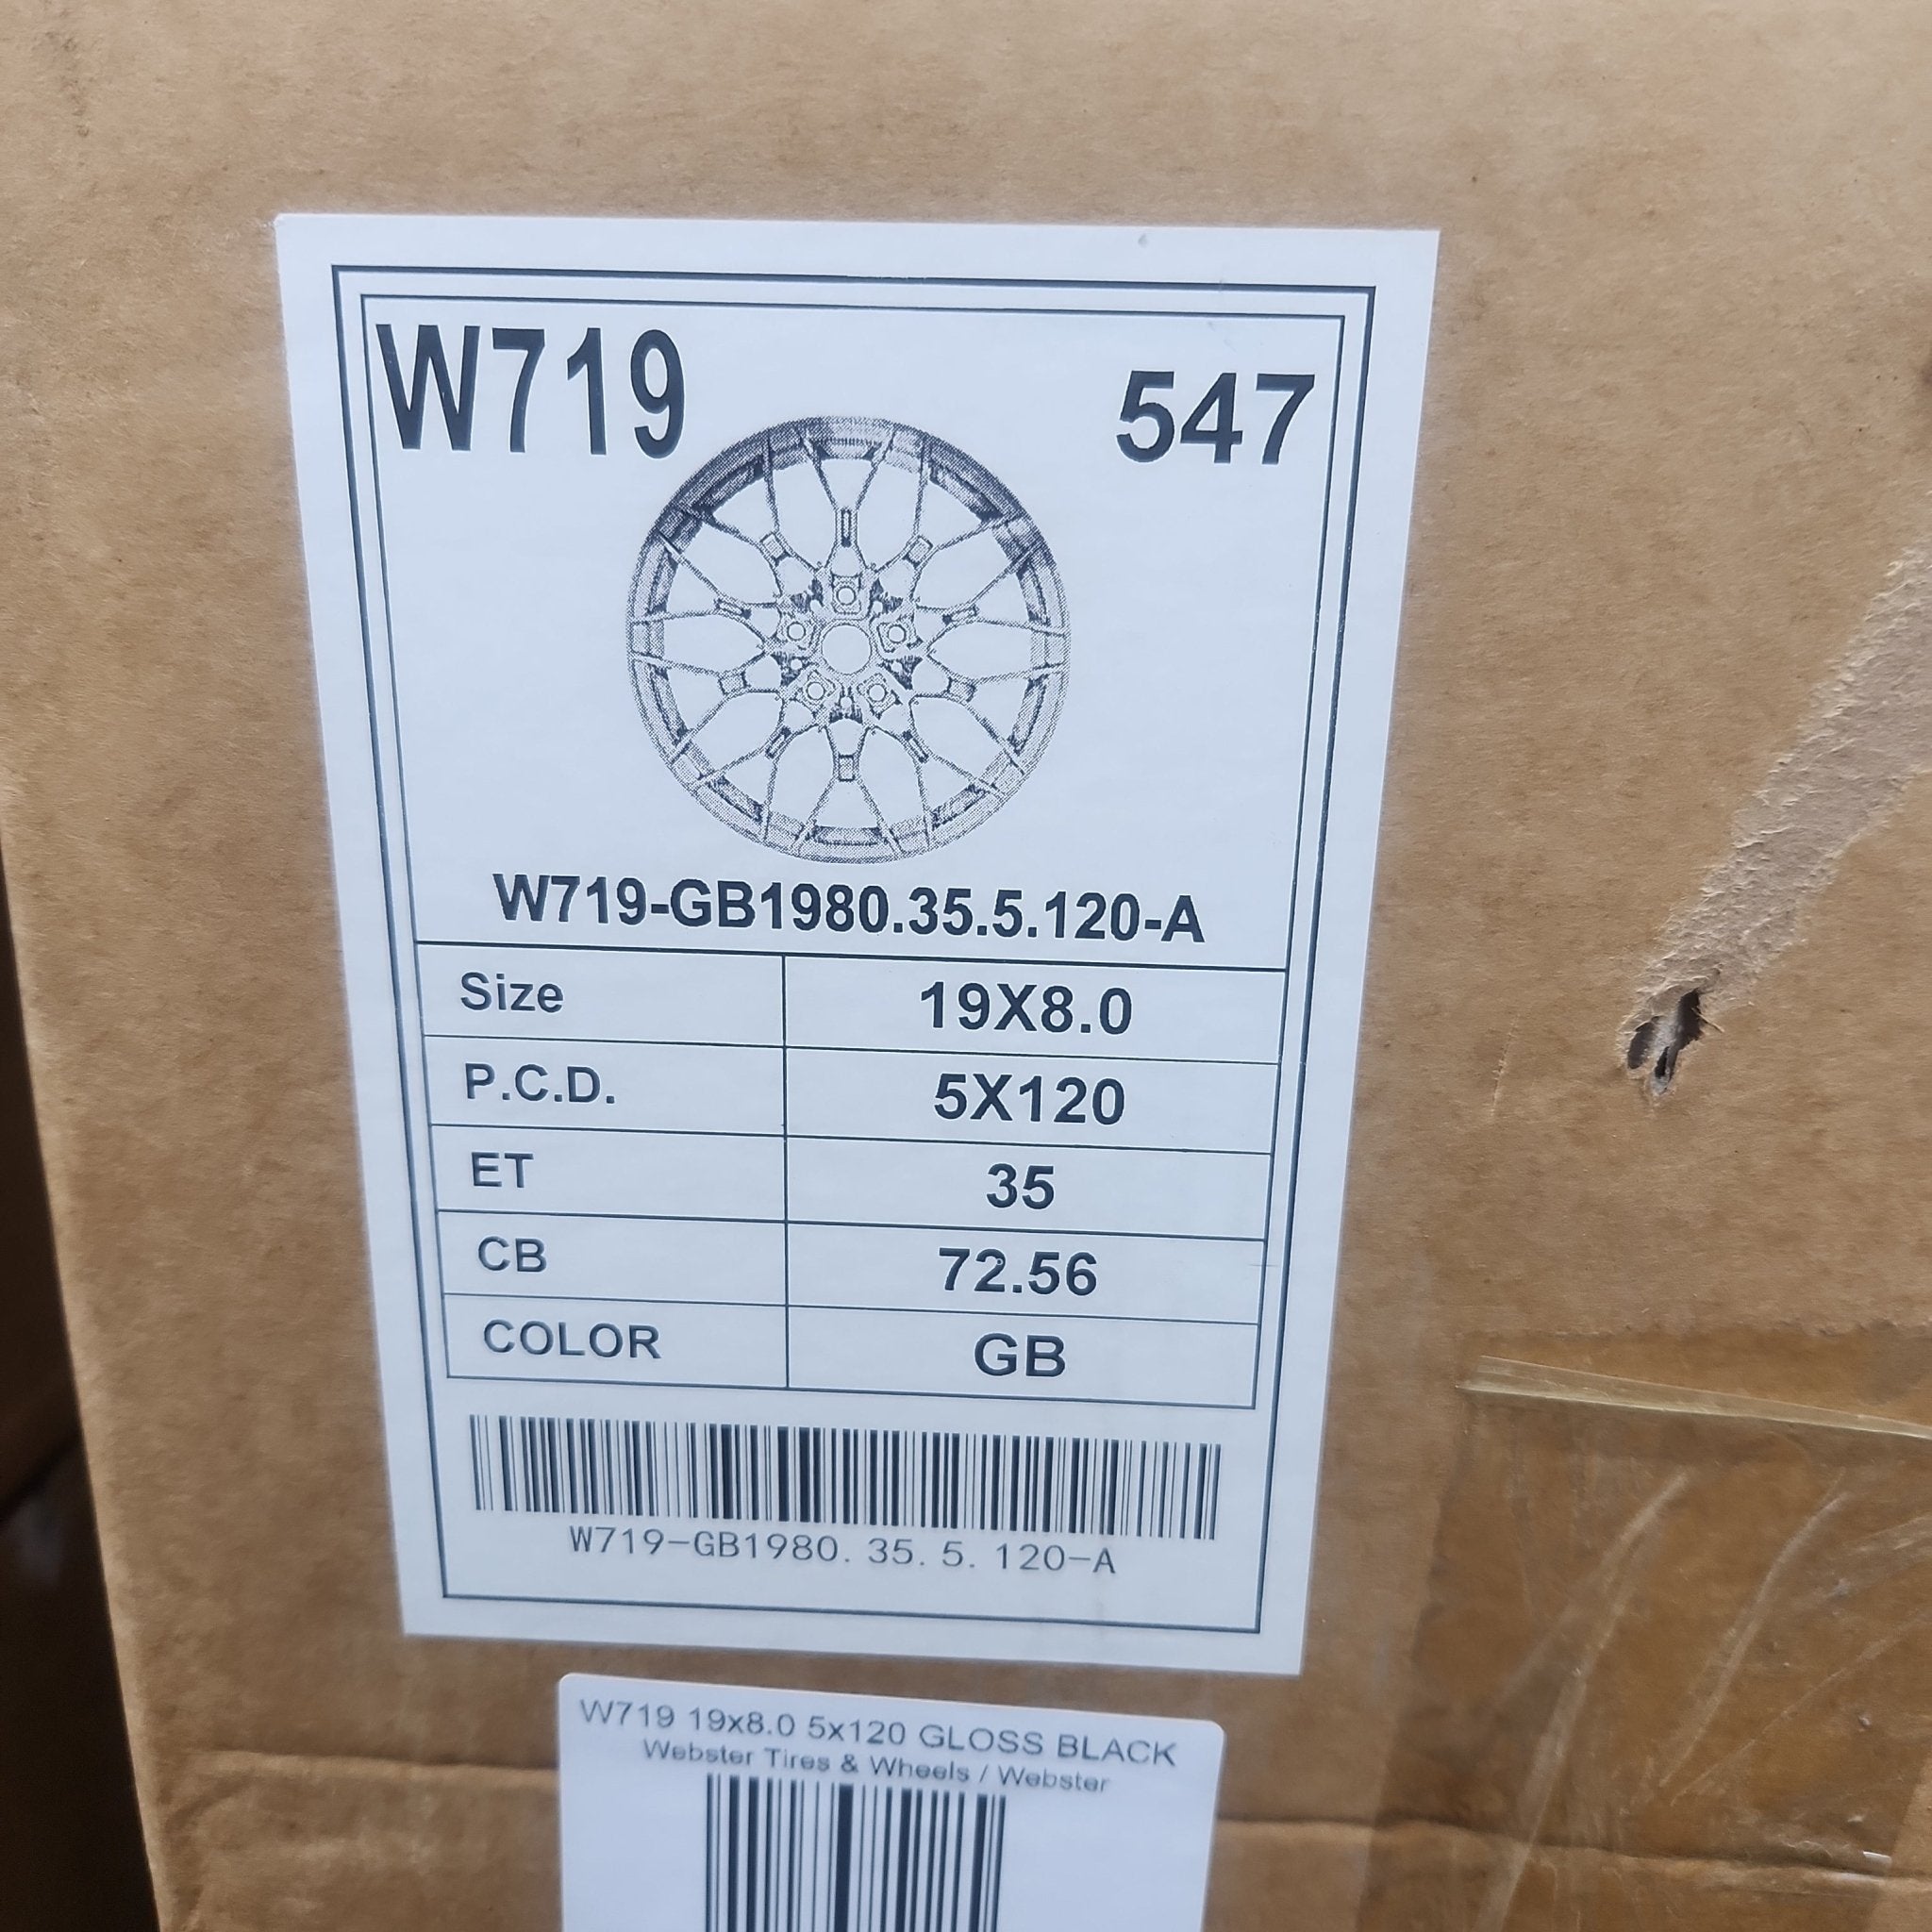 W719 547
W719-GB1980.35.5.120-A
Size 19X8.0
P.C.D. 5X120
ET 35
CB 72.56
COLOR GB
W719-GB1980. 35. 5. 120-A
W719 19x8.0 5x120 GLOSS BLACK
Webster Tires & Wheels / Webster